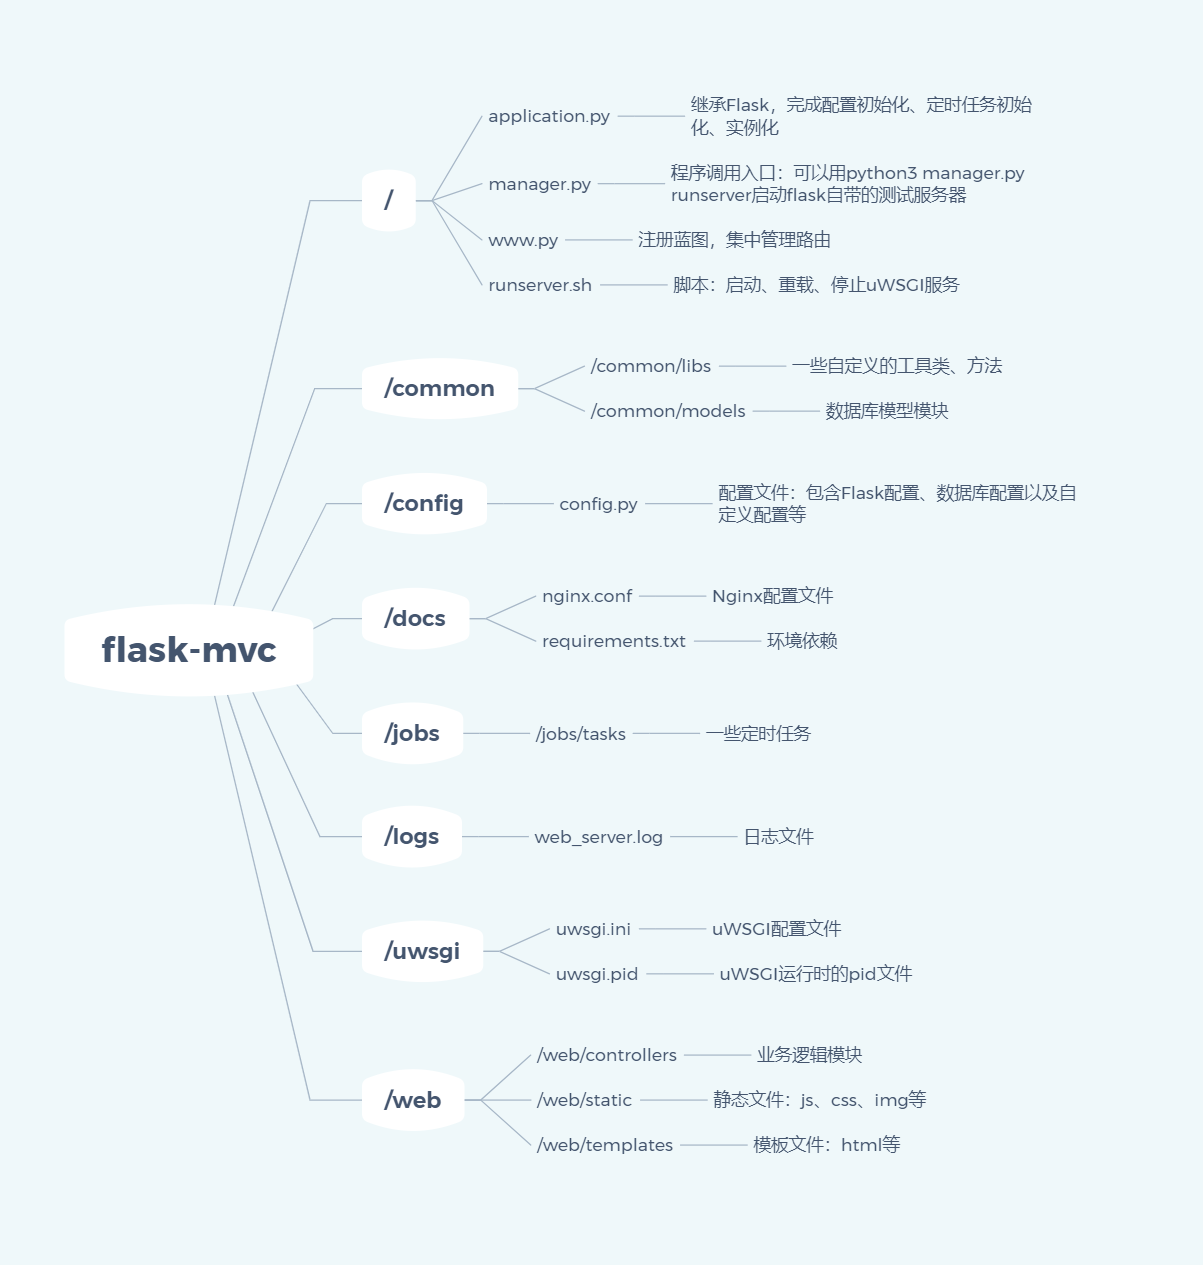 flask-mvc
/
application.py
继承Flask，完成配置初始化、定时任务初始
化、实例化
manager.py
程序调用入口：可以用python3 manager.py
runserver启动flask自带的测试服务器
www.py
注册蓝图，集中管理路由
runserver.sh
脚本：启动、重载、停止uWSGI服务
/common
/common/libs
一些自定义的工具类、方法
/common/models
数据库模型模块
/config
config.py
配置文件：包含Flask配置、数据库配置以及自
定义配置等
/docs
nginx.conf
Nginx配置文件
requirements.txt
环境依赖
/jobs
/jobs/tasks
一些定时任务
/logs
web_server.log
日志文件
/uwsgi
uwsgi.ini
uWSGI配置文件
uwsgi.pid
uWSGI运行时的pid文件
/web
/web/controllers
业务逻辑模块
/web/static
静态文件：js、css、img等
/web/templates
模板文件：html等